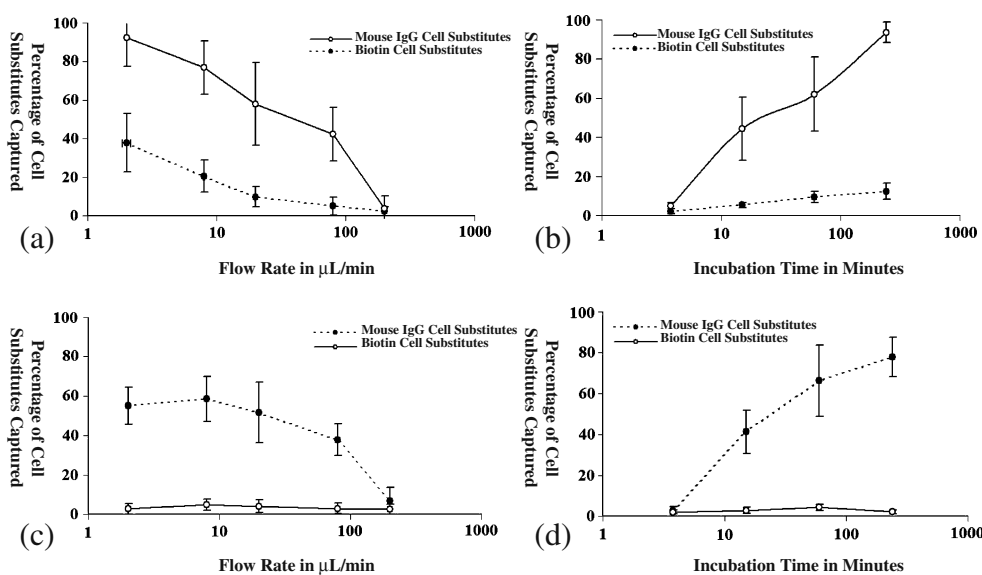 Percentage of Cell
Substitutes Captured
100
80
60
40
20
0
Mouse IgG Cell Substitutes
Biotin Cell Substitutes
1
10
100
1000
(a)
Flow Rate in μL/min
Percentage of Cell
Substitutes Captured
100
80
60
40
20
0
Mouse IgG Cell Substitutes
Biotin Cell Substitutes
1
10
100
1000
(b)
Incubation Time in Minutes
Percentage of Cell
Substitutes Captured
100
80
60
40
20
0
Mouse IgG Cell Substitutes
Biotin Cell Substitutes
1
10
100
1000
(c)
Flow Rate in μL/min
Percentage of Cell
Substitutes Captured
100
80
60
40
20
0
Mouse IgG Cell Substitutes
Biotin Cell Substitutes
1
10
100
1000
(d)
Incubation Time in Minutes